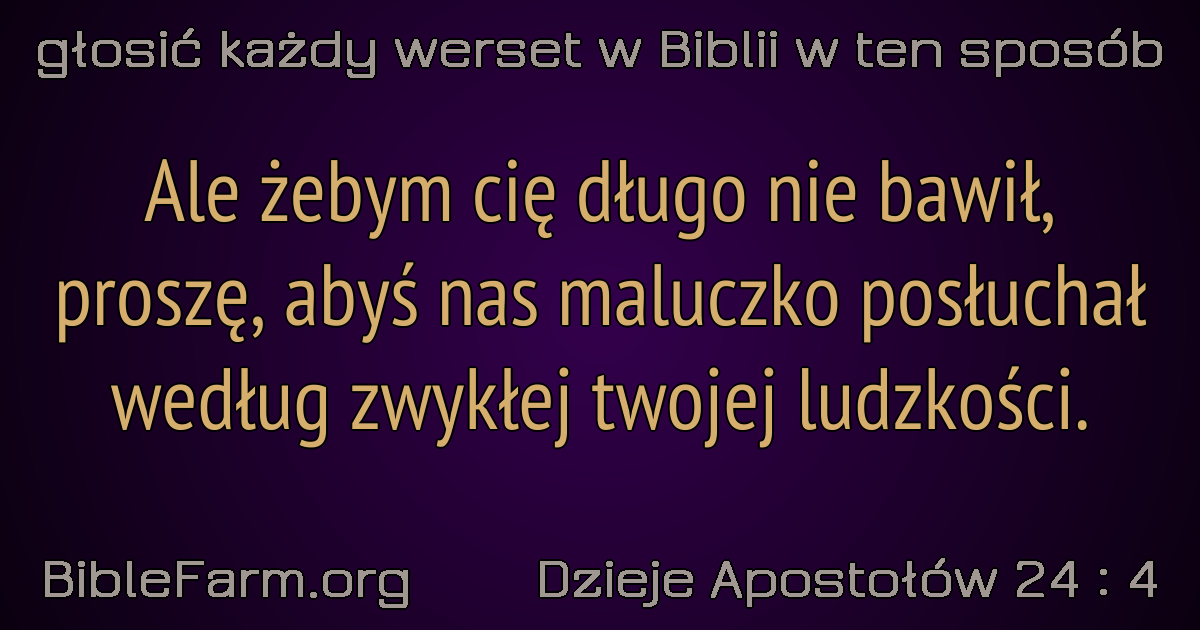 głosić każdy werset w Biblii w ten sposób
Ale żebym cię długo nie bawił,
proszę, abyś nas maluczko posłuchał
według zwykłej twojej ludzkości.
BibleFarm.org
Dzieje Apostołów 24 : 4